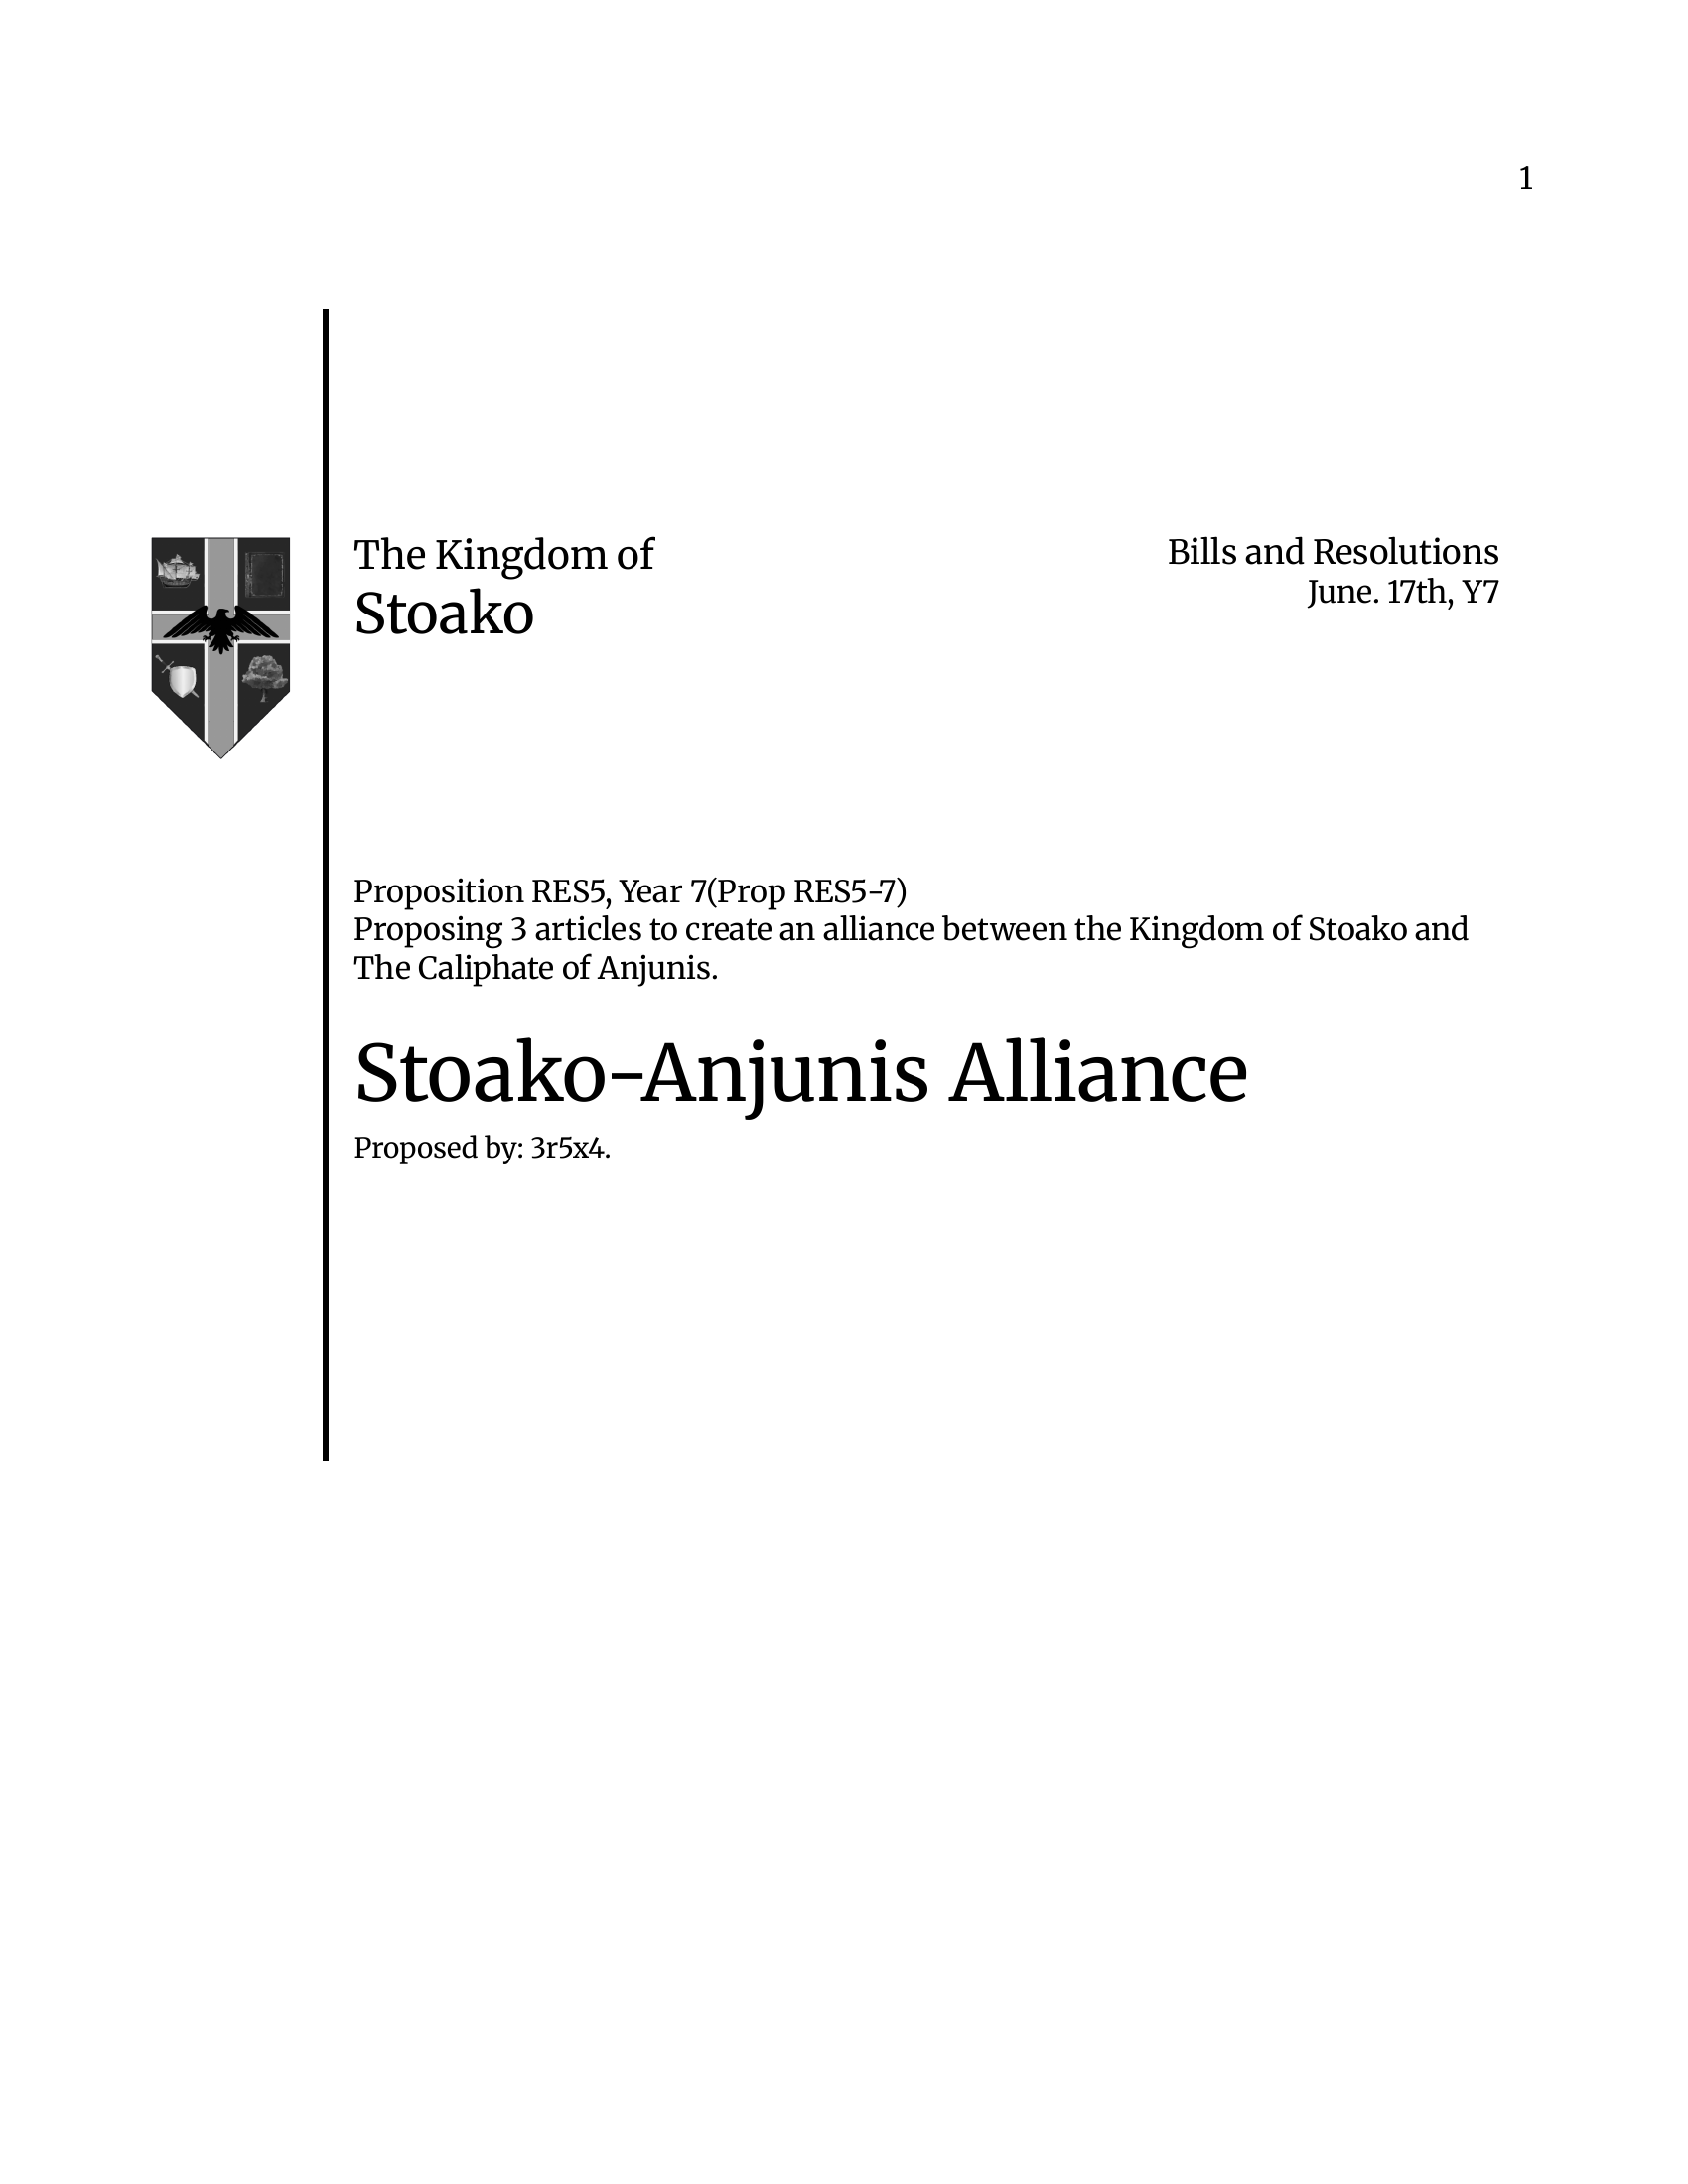 1
The Kingdom of
Stoako
Bills and Resolutions
June. 17th, Y7
Proposition RES5, Year 7(Prop RES5-7)
Proposing 3 articles to create an alliance between the Kingdom of Stoako and
The Caliphate of Anjunis.
Stoako-Anjunis Alliance
Proposed by: 3r5x4.